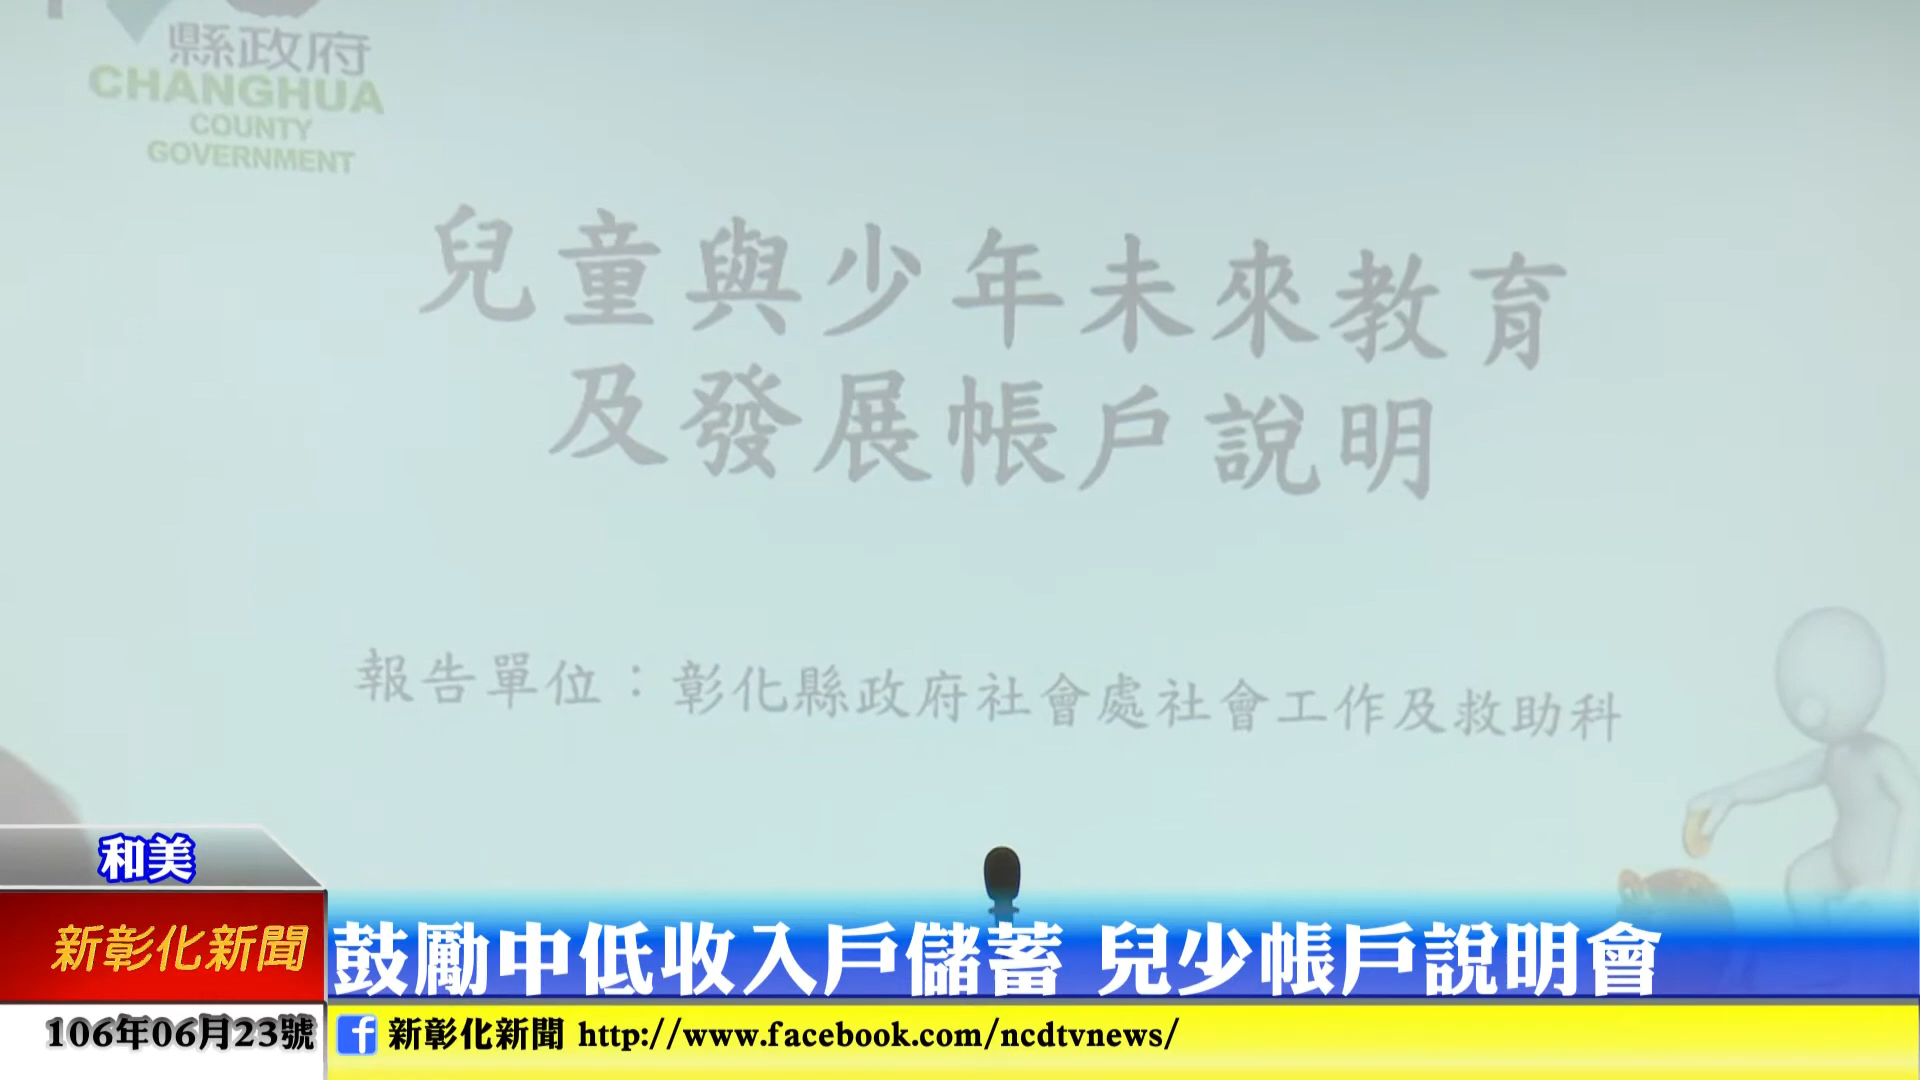 縣政府
CHANGHUA
COUNTY
GOVERNMENT
兒童與少年未來教育
及發展帳戶說明
報告單位：彰化縣政府社會處社會工作及救助科
和美
新彰化新聞
鼓勵中低收入戶儲蓄 兒少帳戶說明會
106年06月23號
新彰化新聞 http://www.facebook.com/ncdtvnews/